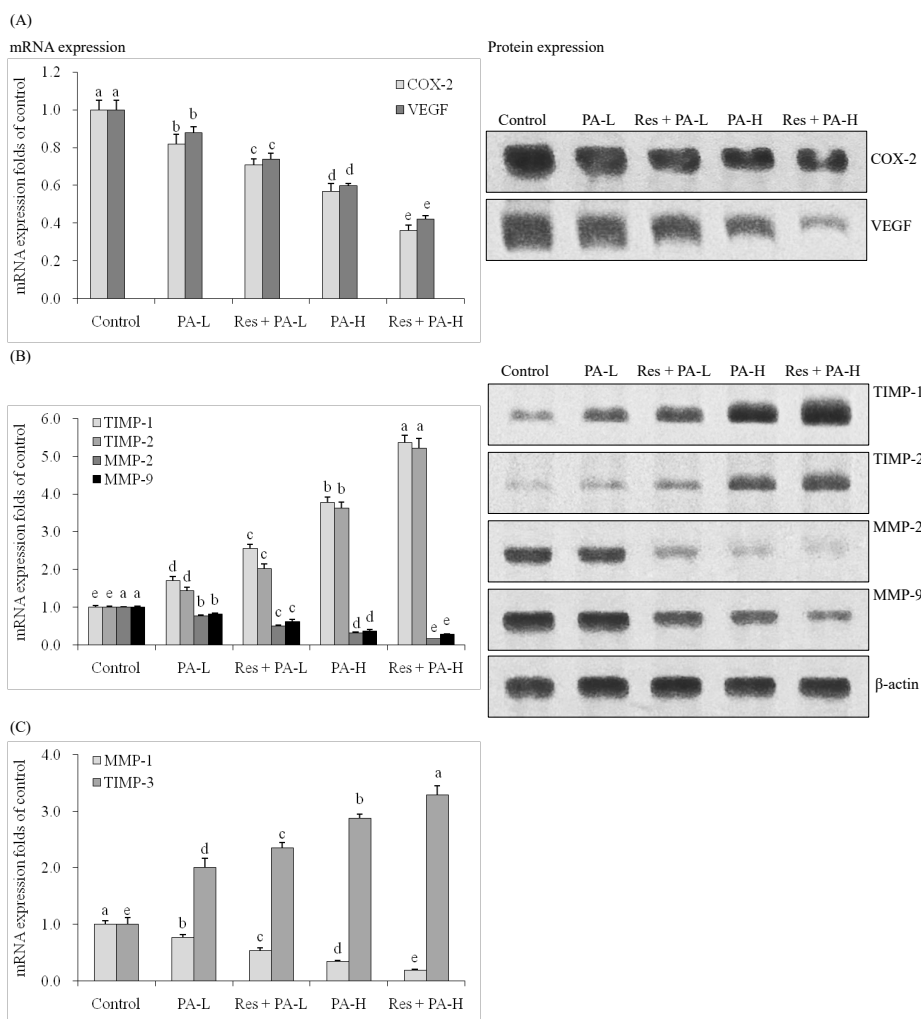 (A)
mRNA expression
Protein expression
mRNA expression folds of control
1.2
1.0
0.8
0.6
0.4
0.2
0.0
COX-2
VEGF
a a
b b
c c
d d
e e
Control PA-L Res + PA-L PA-H Res + PA-H
Control PA-L Res + PA-L PA-H Res + PA-H
COX-2
VEGF
(B)
mRNA expression folds of control
6.0
5.0
4.0
3.0
2.0
1.0
0.0
TIMP-1
TIMP-2
MMP-2
MMP-9
e e a a
d d b b
c c c c
b b d d
a a e e
Control PA-L Res + PA-L PA-H Res + PA-H
Control PA-L Res + PA-L PA-H Res + PA-H
TIMP-1
TIMP-2
MMP-2
MMP-9
β-actin
(C)
mRNA expression folds of control
4.0
3.0
2.0
1.0
0.0
MMP-1
TIMP-3
a e
b d
c c
d b
e a
Control PA-L Res + PA-L PA-H Res + PA-H